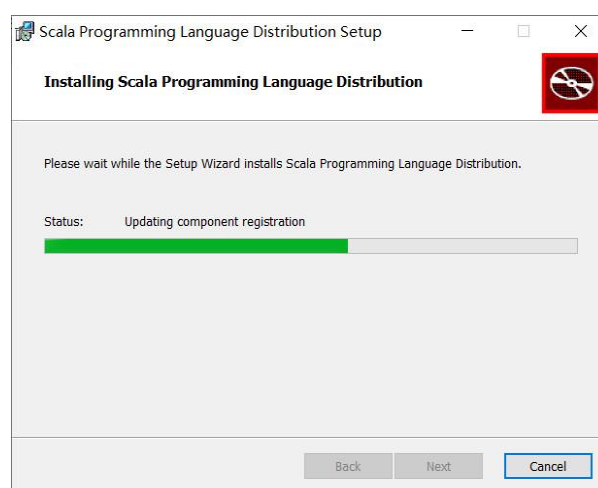 Scala Programming Language Distribution Setup
Installing Scala Programming Language Distribution
Please wait while the Setup Wizard installs Scala Programming Language Distribution.
Status: Updating component registration
Back Next Cancel